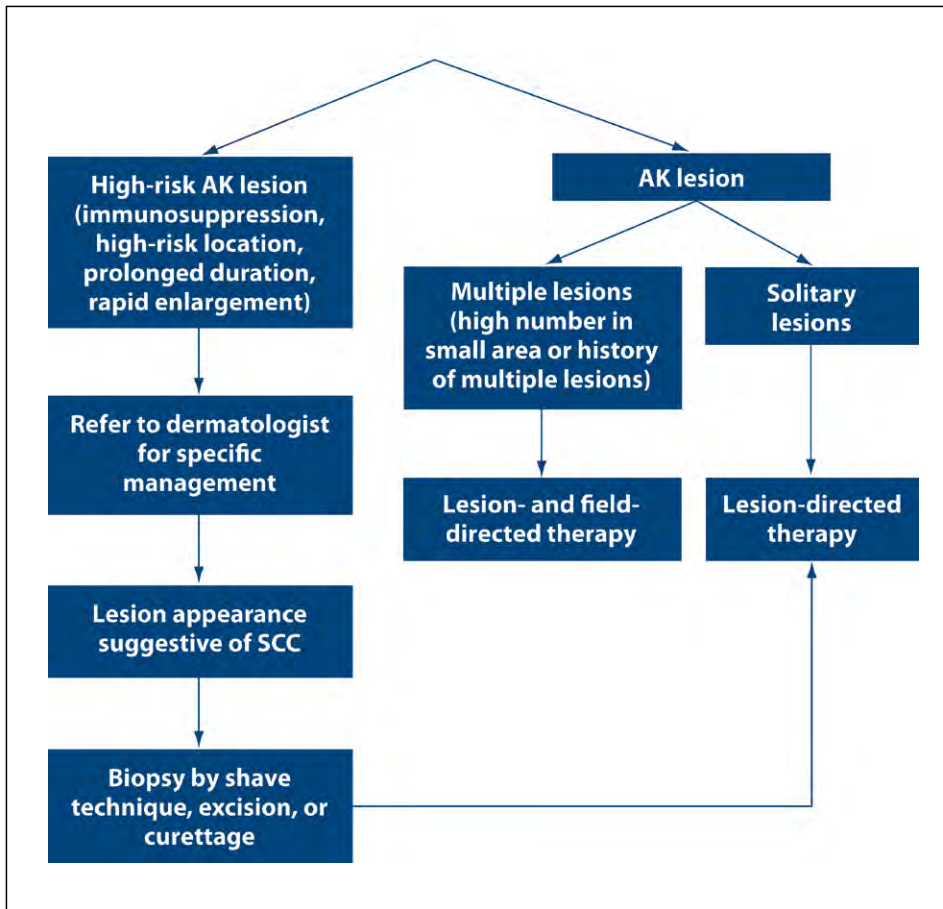 High-risk AK lesion
(immunosuppression,
high-risk location,
prolonged duration,
rapid enlargement)
Refer to dermatologist
for specific
management
Lesion appearance
suggestive of SCC
Biopsy by shave
technique, excision, or
curettage
AK lesion
Multiple lesions
(high number in
small area or history
of multiple lesions)
Lesion- and field-
directed therapy
Solitary
lesions
Lesion-directed
therapy